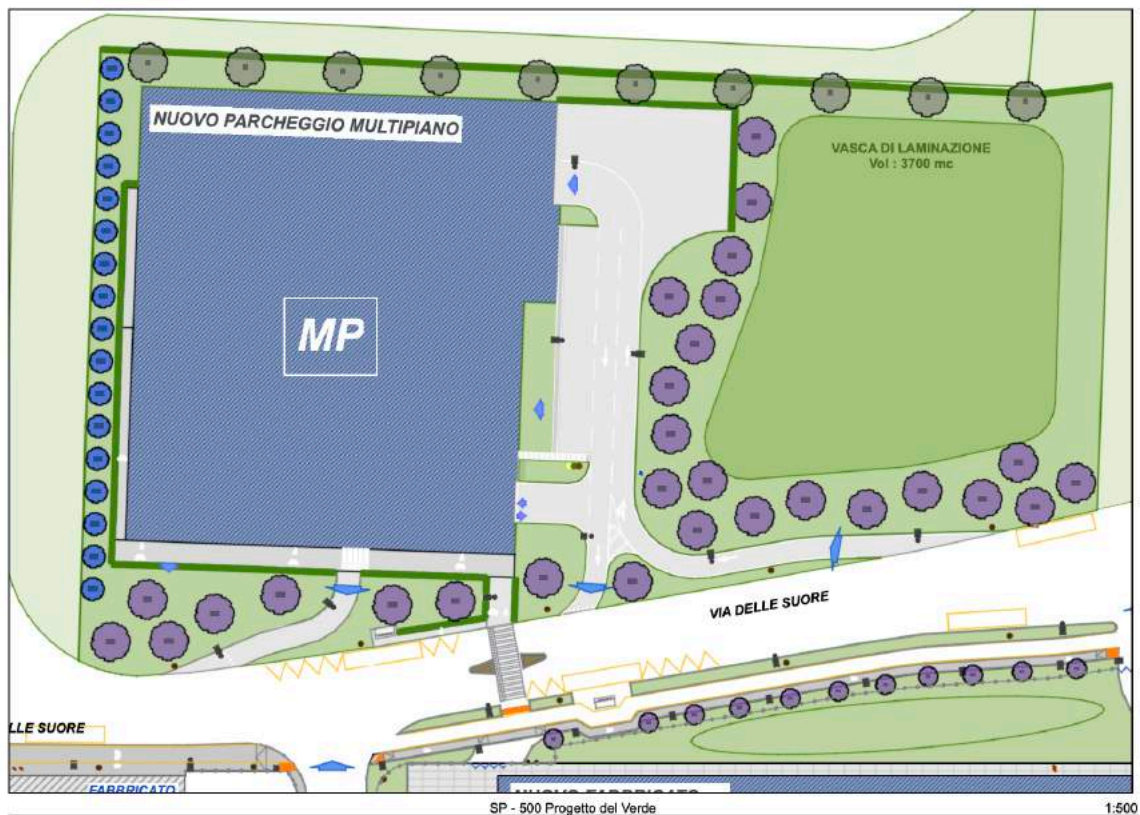 NUOVO PARCHEGGIO MULTIPIANO
VASCA DI LAMINAZIONE
Vol : 3700 mc
MP
VIA DELLE SUORE
LLE SUORE
FABBRICATO
NUOVO FABBRICATO
SP - 500 Progetto del Verde
1:500